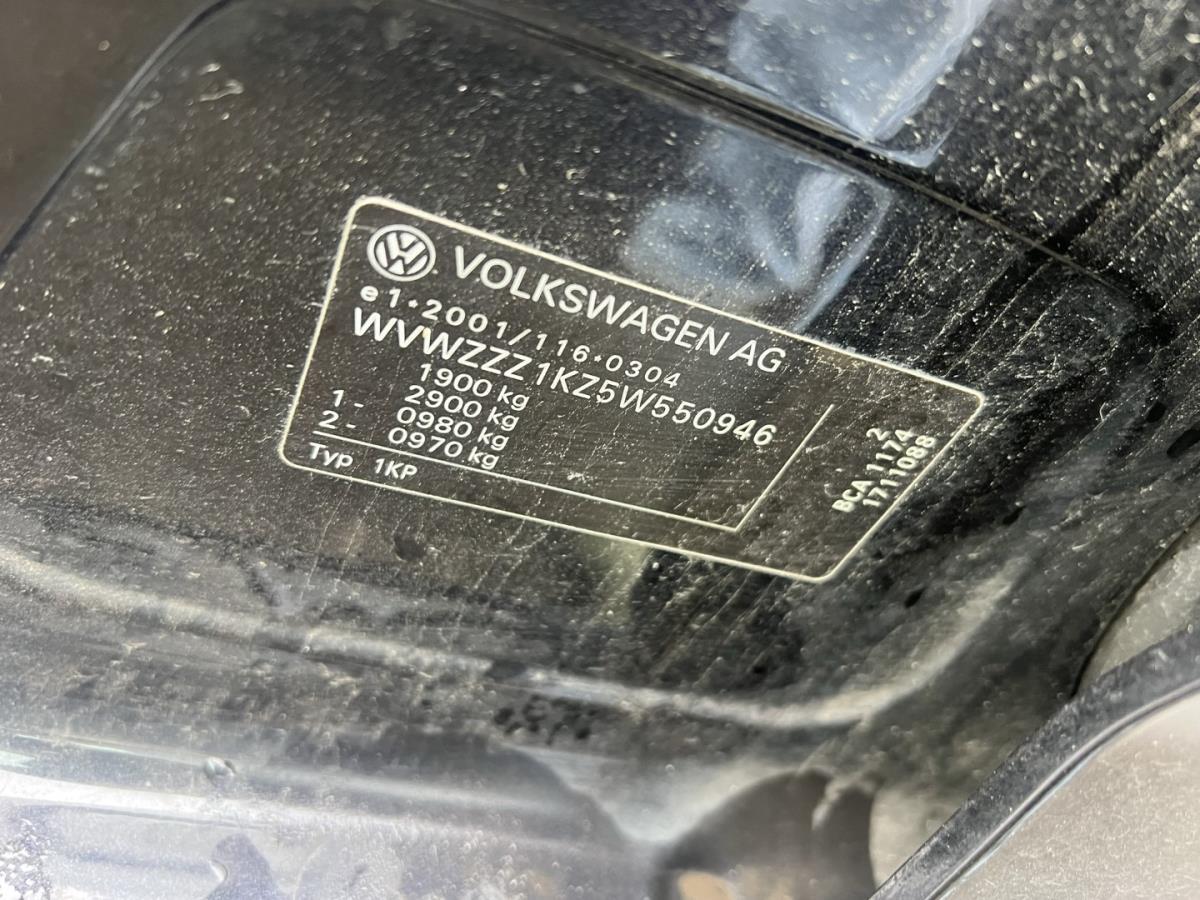 VOLKSWAGEN AG
e1*2001/116*0304
WVWZZZ1KZ5W550946
1900 kg
2900 kg
1- 0980 kg
2- 0970 kg
Typ 1KP
2
BCA 1174
1711088